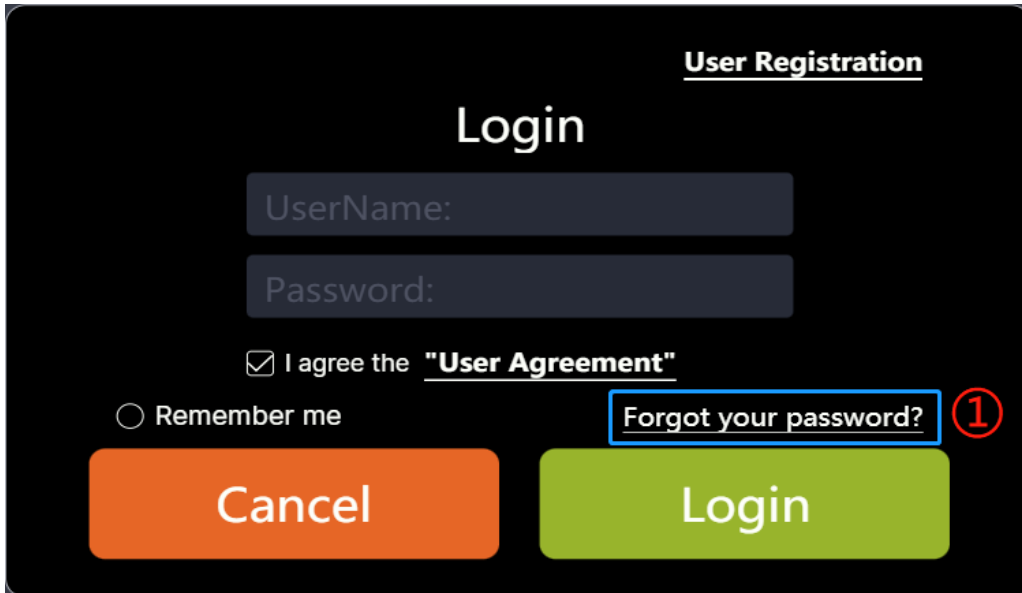 User Registration
Login
UserName:
Password:
I agree the "User Agreement"
Remember me
Forgot your password? ①
Cancel
Login